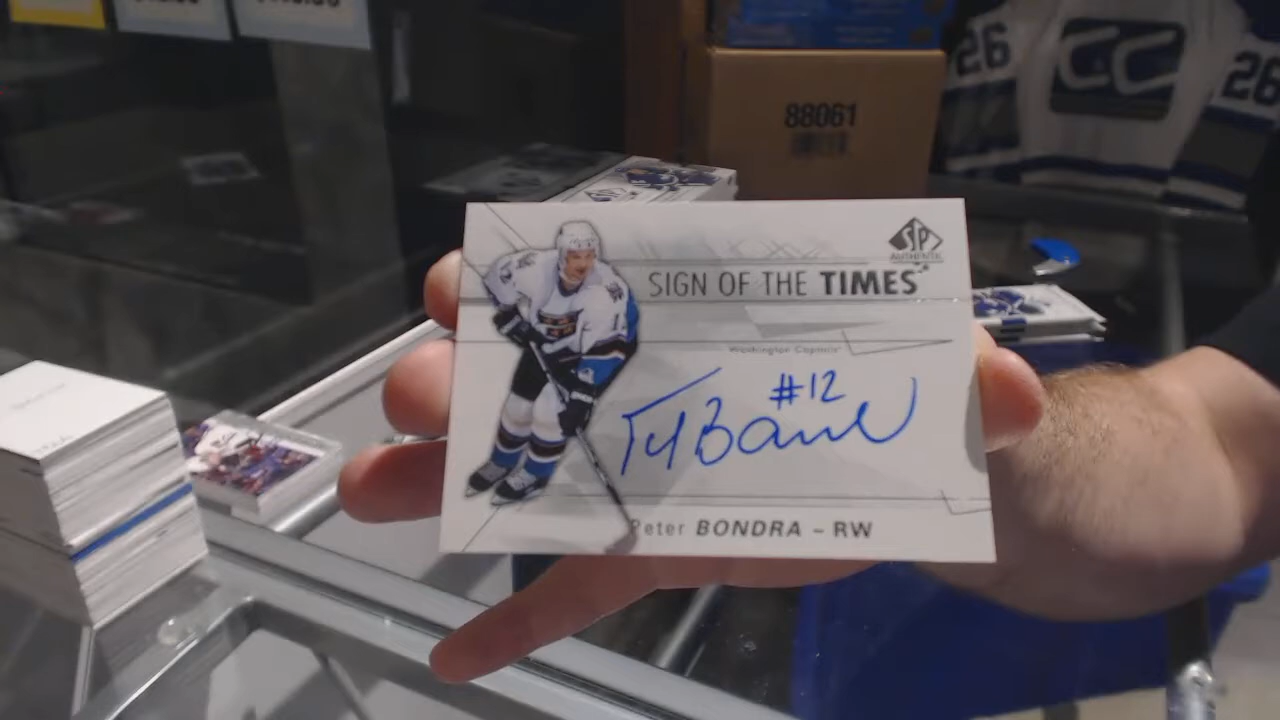 88061
26
26
SP
AUTHENTIC
SIGN OF THE TIMES
Washington Capitals
#12
Peter BONDRA - RW